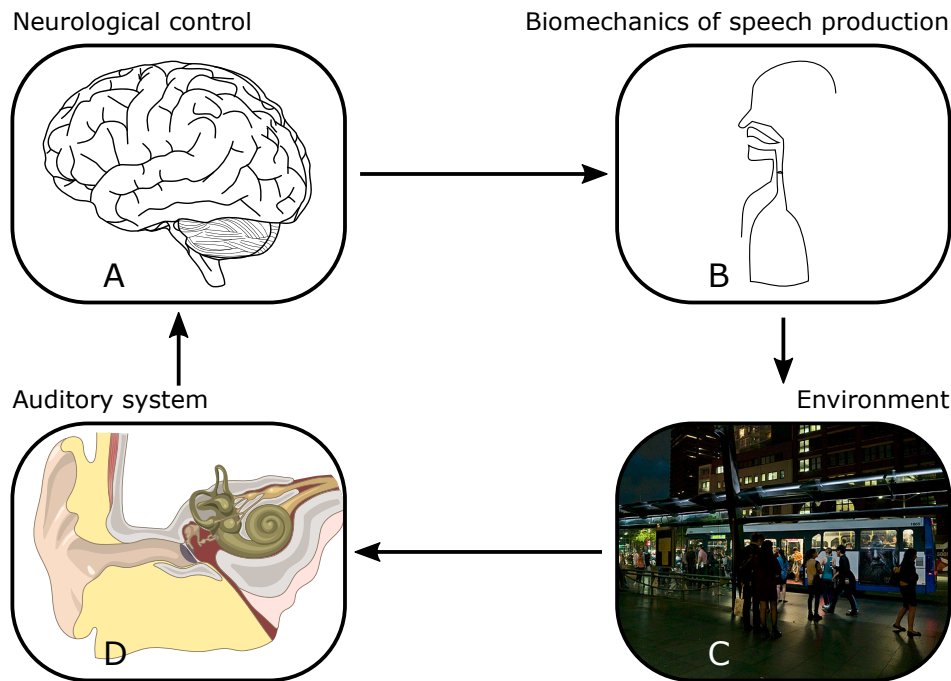 Neurological control
Biomechanics of speech production
A
B
Auditory system
Environment
D
C